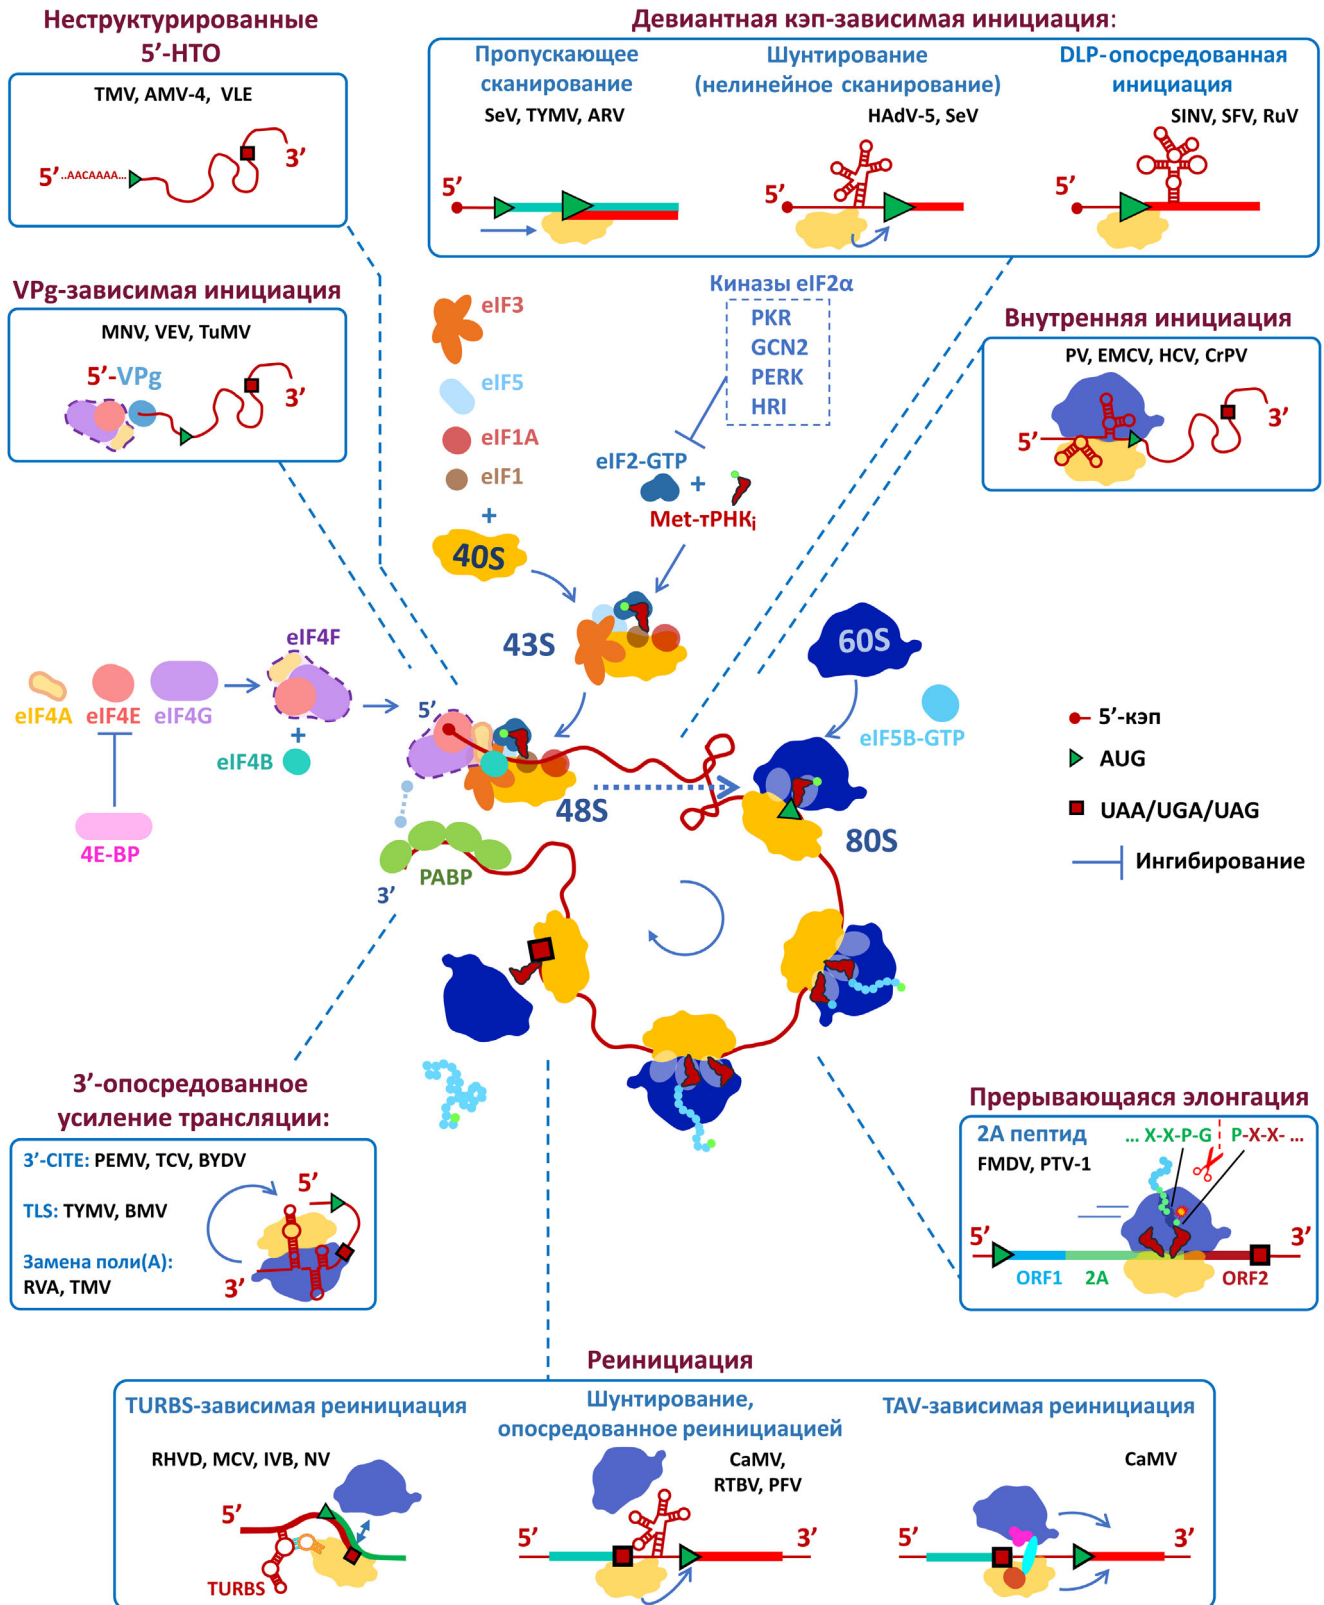 Неструктурированные
5’-НТО
TMV, AMV-4, VLE
5’ ..AACAAAA...
3’
Девиантная кэп-зависимая инициация:
Пропускающее
сканирование
SeV, TYMV, ARV
5’
Шунтирование
(нелинейное сканирование)
HAdV-5, SeV
5’
DLP-опосредованная
инициация
SINV, SFV, RuV
5’
VPg-зависимая инициация
MNV, VEV, TuMV
5’-VPg
3’
eIF3
eIF5
eIF1A
eIF1
+
40S
Киназы eIF2α
PKR
GCN2
PERK
HRI
eIF2-GTP
+
Met-тРНКi
Внутренняя инициация
PV, EMCV, HCV, CrPV
5’
3’
43S
60S
eIF5B-GTP
eIF4F
eIF4A
eIF4E
eIF4G
+
eIF4B
4E-BP
5’
48S
80S
PABP
3’
5’-кэп
AUG
UAA/UGA/UAG
Ингибирование
3’-опосредованное
усиление трансляции:
3’-CITE: PEMV, TCV, BYDV
TLS: TYMV, BMV
Замена поли(А):
RVA, TMV
5’
3’
Прерывающаяся элонгация
2А пептид
... X-X-P-G P-X-X- ...
FMDV, PTV-1
5’
3’
ORF1
2A
ORF2
Реинициация
TURBS-зависимая реинициация
RHVD, MCV, IVB, NV
5’
TURBS
Шунтирование,
опосредованное реинициацией
CaMV,
RTBV, PFV
5’
3’
TAV-зависимая реинициация
CaMV
5’
3’